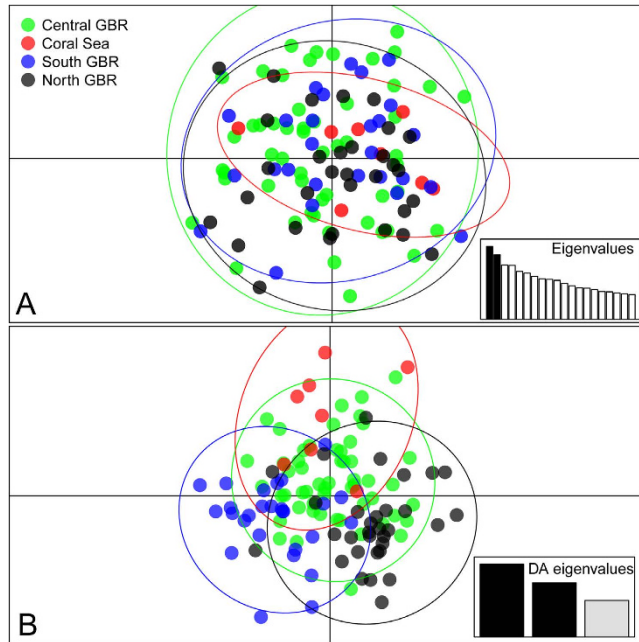 Central GBR
Coral Sea
South GBR
North GBR
Eigenvalues
A
DA eigenvalues
B